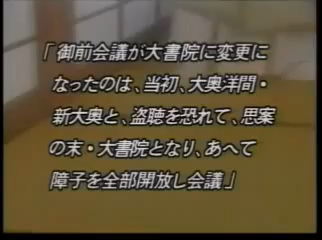 「御前会議が大書院に変更に
なったのは、当初、大奥洋間・
新大奥と、盗聴を恐れて、思案
の末・大書院となり、あへて
障子を全部開放し会議」